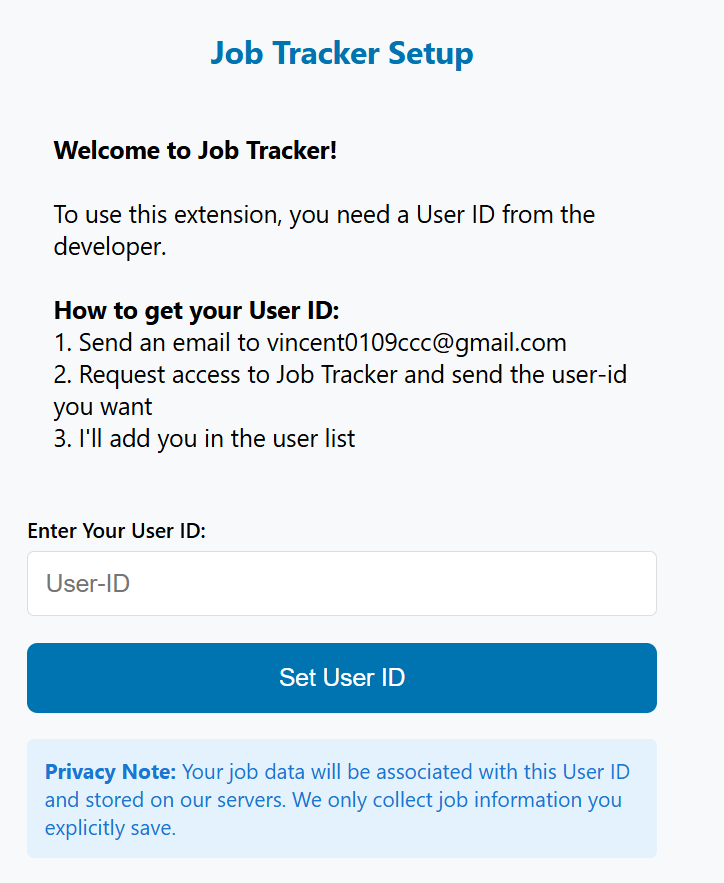 Job Tracker Setup
Welcome to Job Tracker!
To use this extension, you need a User ID from the
developer.
How to get your User ID:
1. Send an email to vincent0109ccc@gmail.com
2. Request access to Job Tracker and send the user-id
you want
3. I'll add you in the user list
Enter Your User ID:
User-ID
Set User ID
Privacy Note: Your job data will be associated with this User ID
and stored on our servers. We only collect job information you
explicitly save.